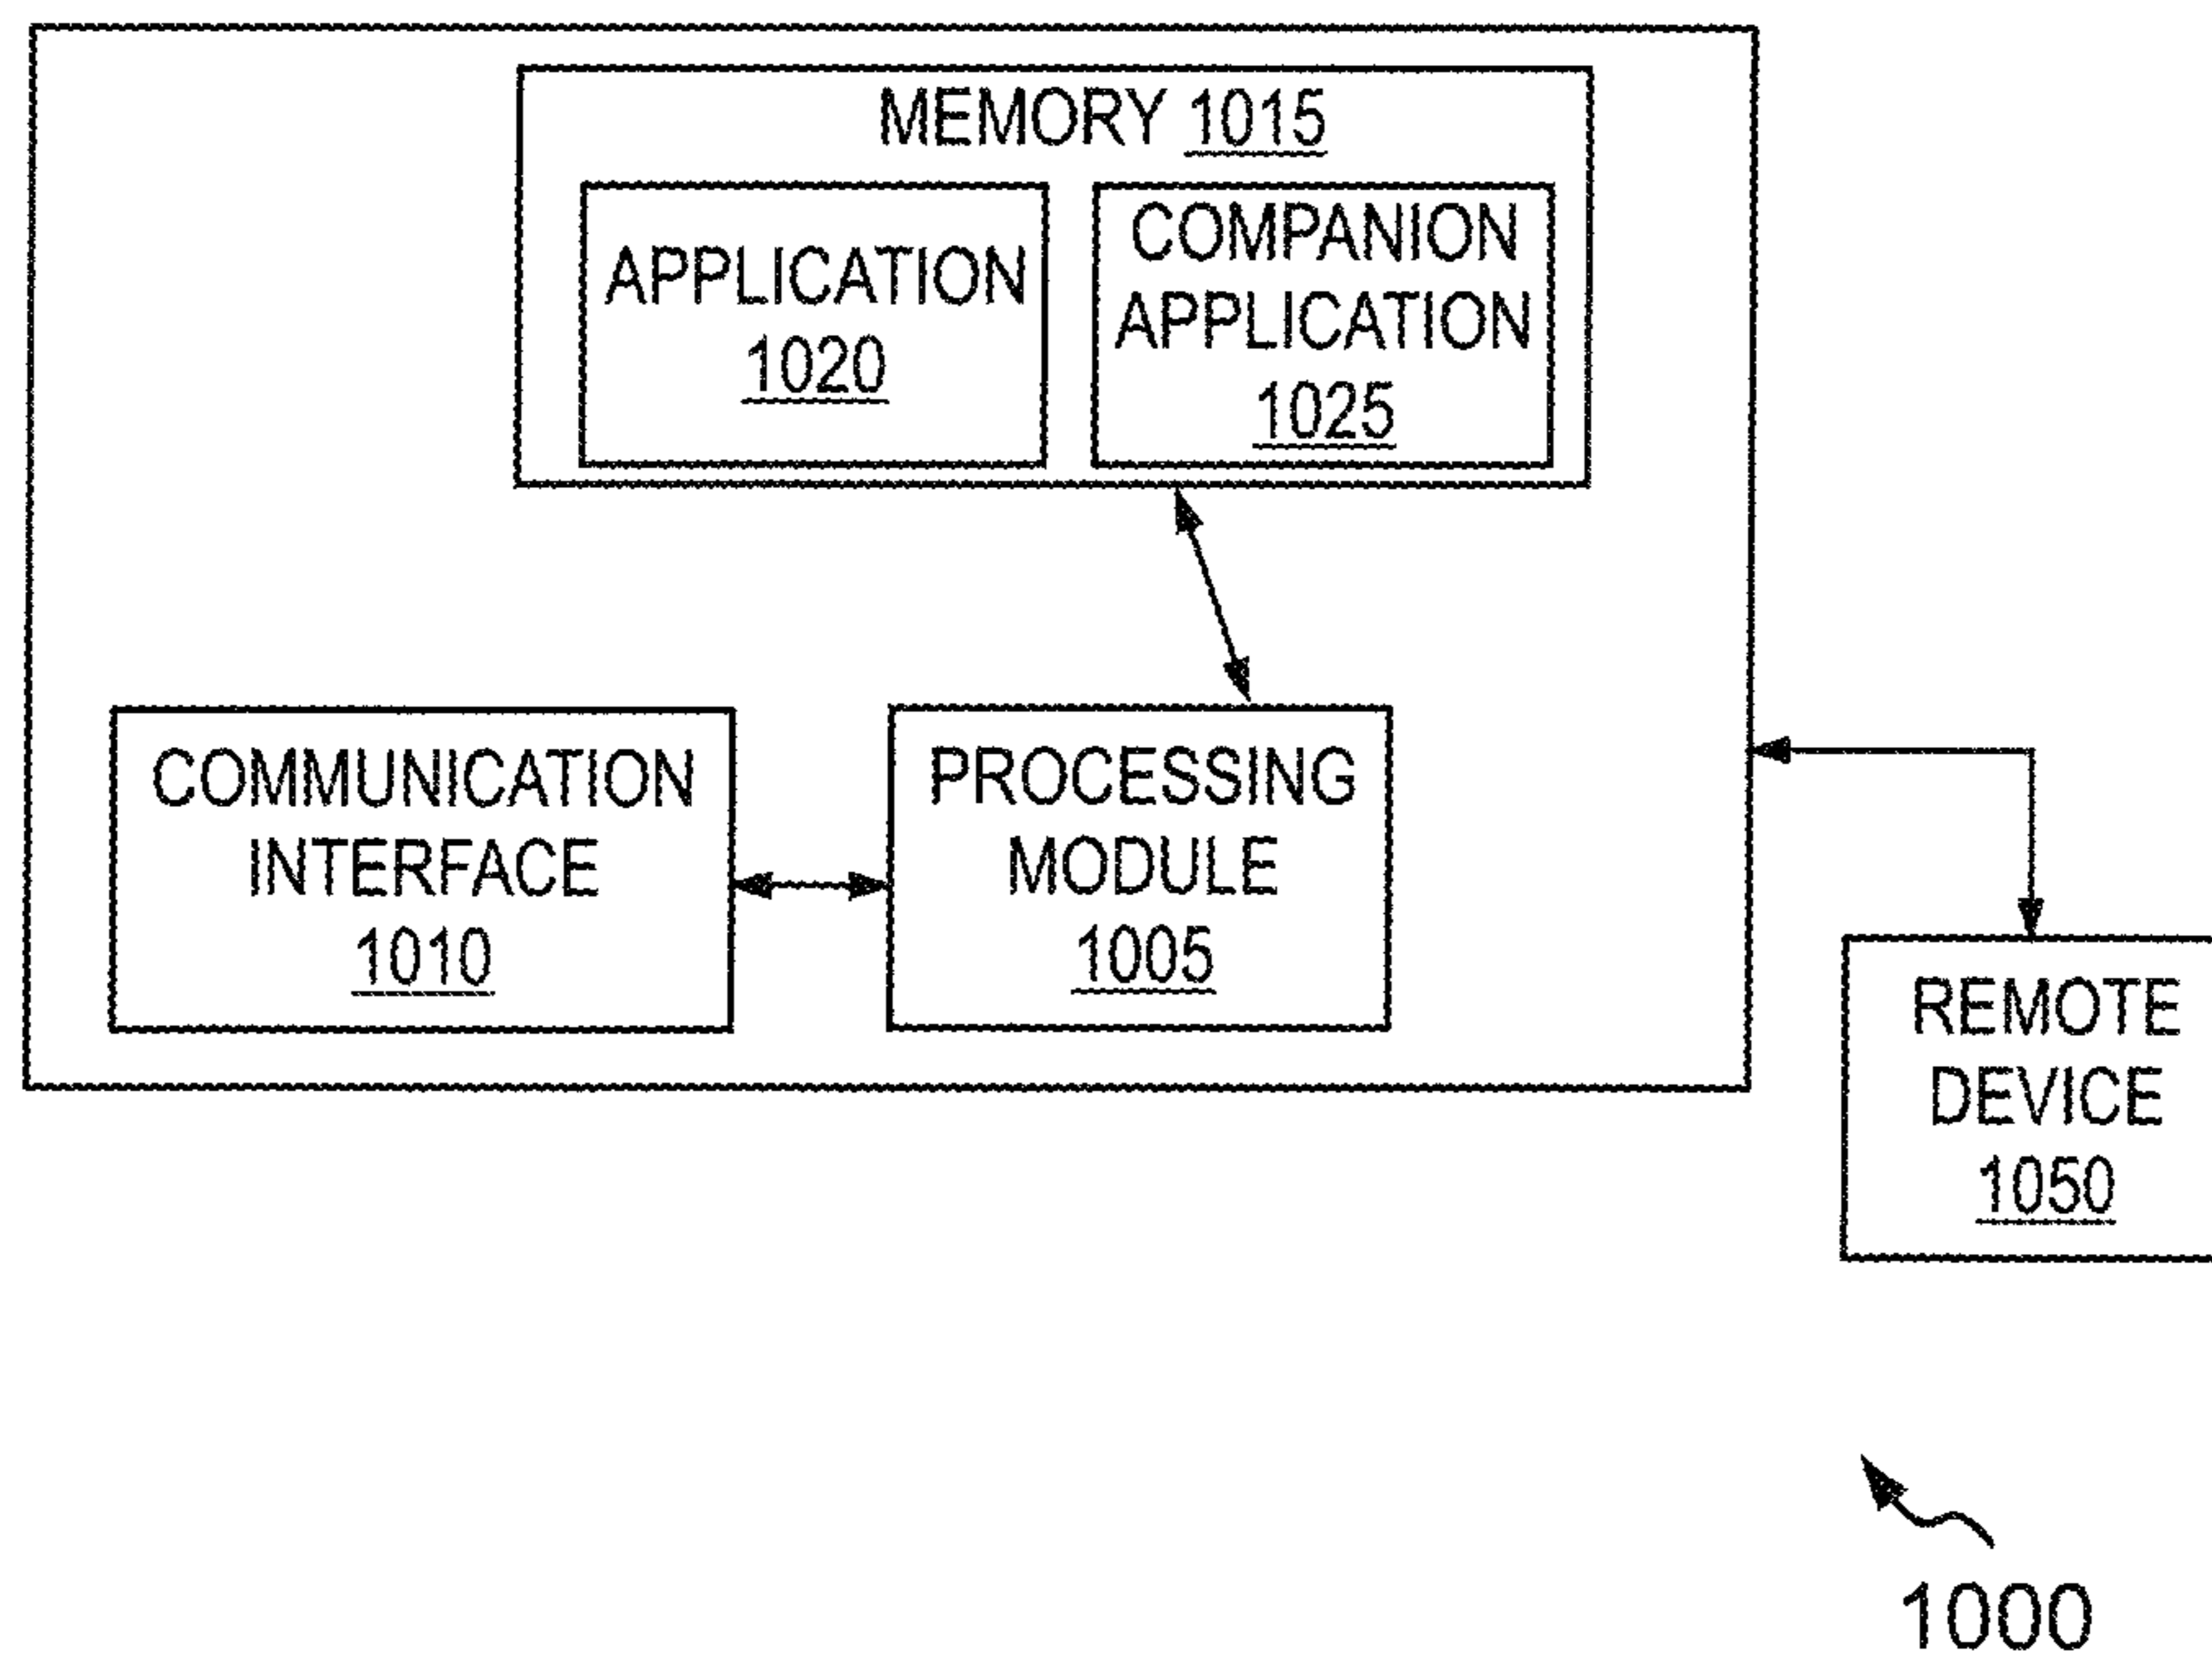 MEMORY 1015
APPLICATION
1020
COMPANION
APPLICATION
1025
COMMUNICATION
INTERFACE
1010
PROCESSING
MODULE
1005
REMOTE
DEVICE
1050
1000